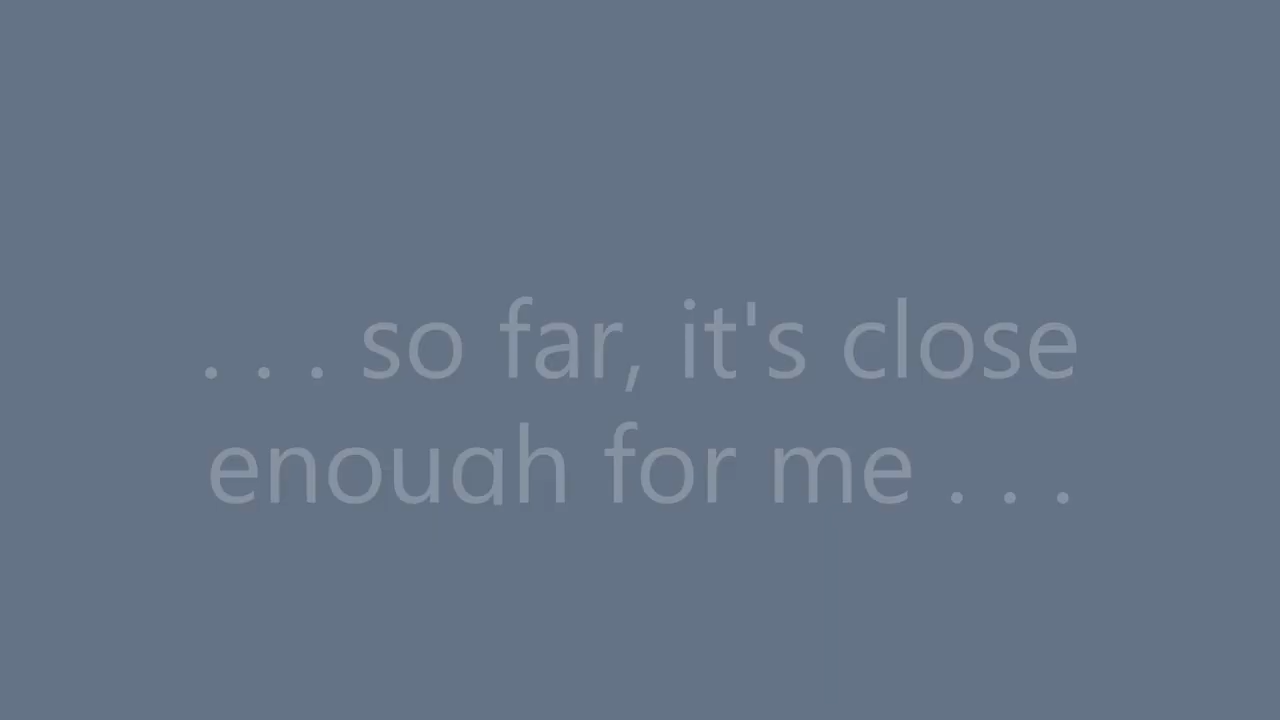 . . . so far, it's close
enough for me . . .